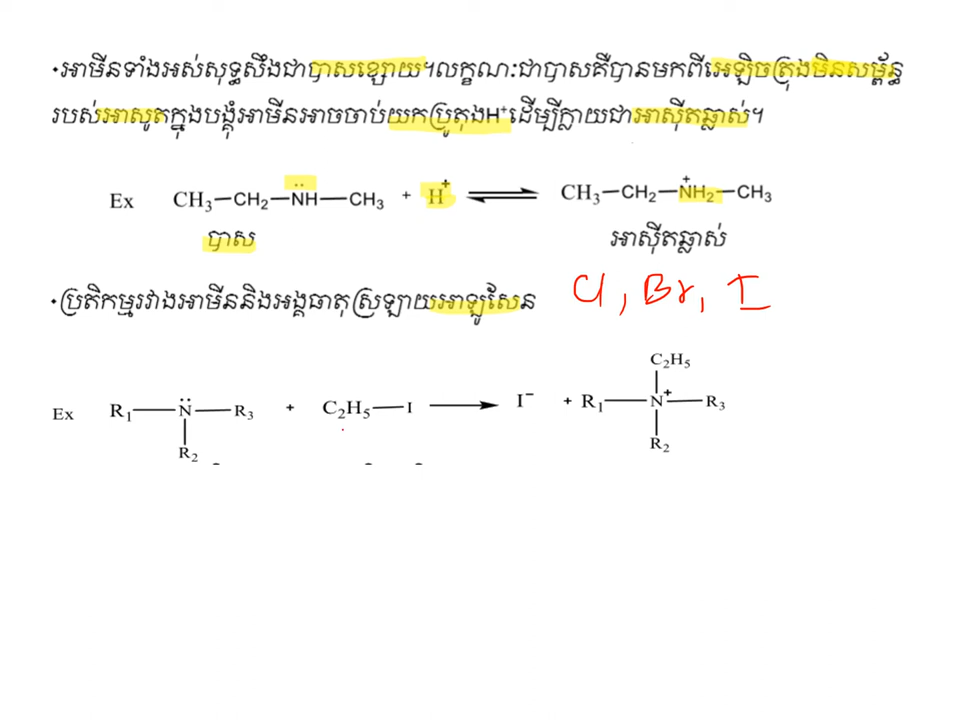 ·អាមីនទាំងអស់សុទ្ធសឹងជាបាសខ្សោយ។លក្ខណៈជាបាសគឺបានមកពីអេឡិចត្រុងមិនសម្ព័ន្ធ
របស់អាសូតក្នុងបង្គុំអាមីនអាចចាប់យកប្រូតុងH⁺ដើម្បីក្លាយជាអាស៊ីតឆ្លាស់។
Ex CH₃—CH₂—N̈H—CH₃ + H⁺ ⇌ CH₃—CH₂—N⁺H₂—CH₃
បាស អាស៊ីតឆ្លាស់
·ប្រតិកម្មរវាងអាមីននិងអង្គធាតុស្រឡាយអាឡូសែន Cl, Br, I
C₂H₅
Ex R₁—N̈—R₃ + C₂H₅—I → I⁻ + R₁—N⁺—R₃
R₂ R₂